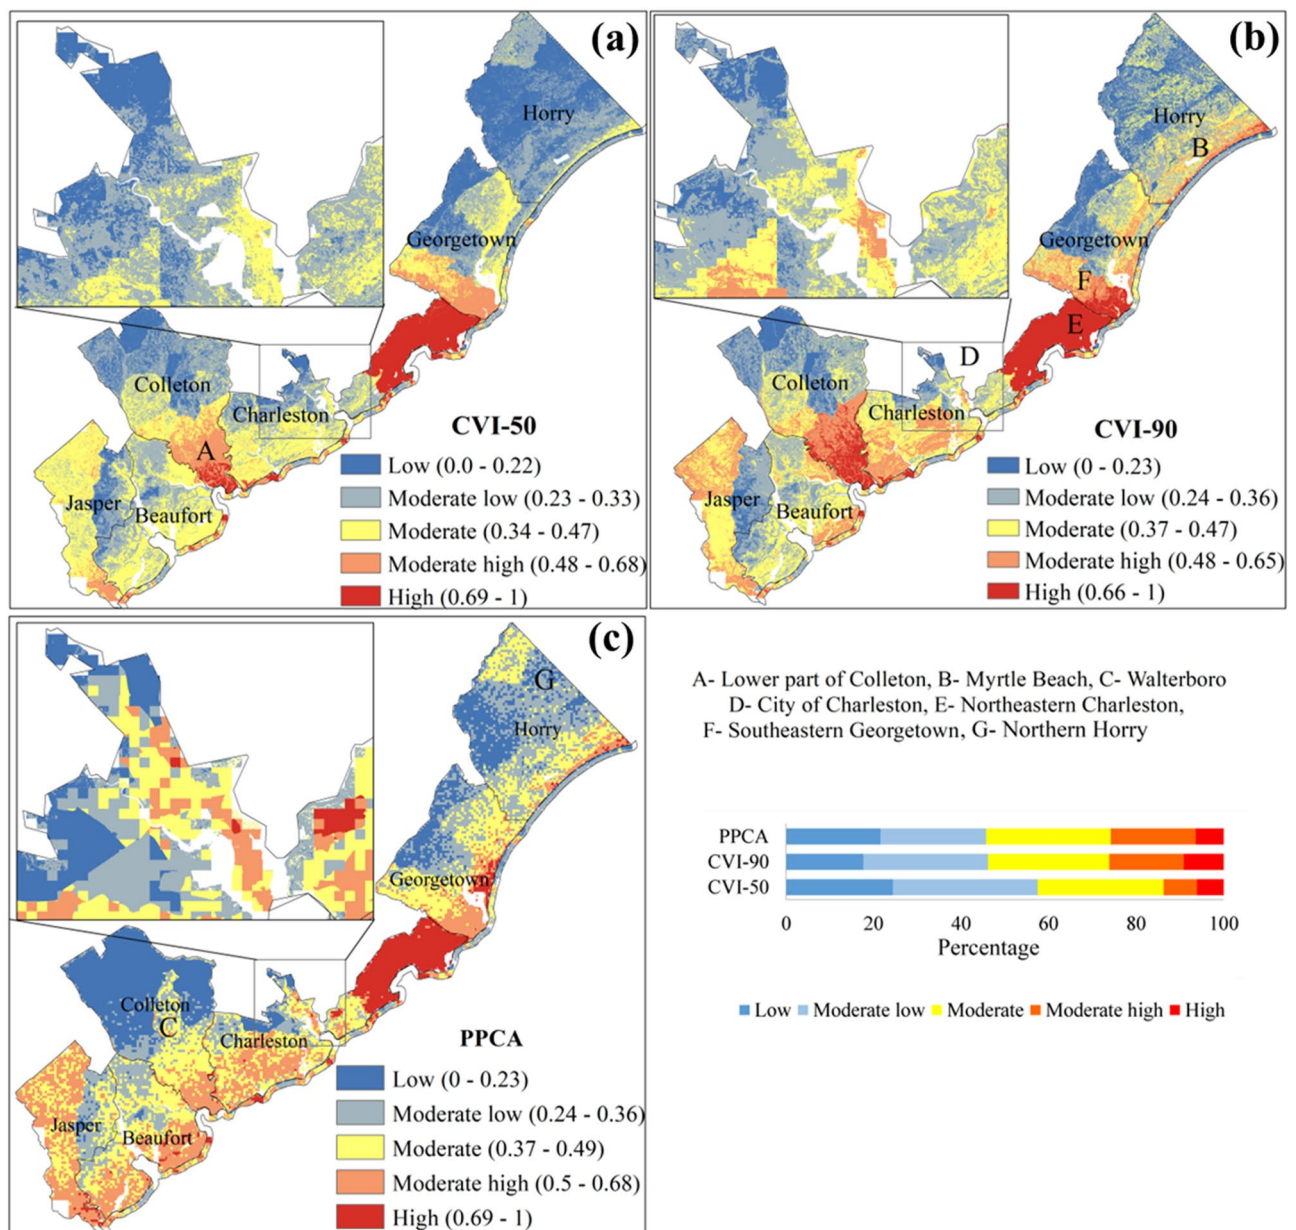 (a)
Horry
Georgetown
Colleton
Charleston
A
Jasper
Beaufort
CVI-50
Low (0.0 - 0.22)
Moderate low (0.23 - 0.33)
Moderate (0.34 - 0.47)
Moderate high (0.48 - 0.68)
High (0.69 - 1)
(b)
Horry
B
Georgetown
F
E
D
Colleton
Charleston
Jasper
Beaufort
CVI-90
Low (0 - 0.23)
Moderate low (0.24 - 0.36)
Moderate (0.37 - 0.47)
Moderate high (0.48 - 0.65)
High (0.66 - 1)
(c)
G
Horry
Georgetown
Colleton
C
Charleston
Jasper
Beaufort
PPCA
Low (0 - 0.23)
Moderate low (0.24 - 0.36)
Moderate (0.37 - 0.49)
Moderate high (0.5 - 0.68)
High (0.69 - 1)
A- Lower part of Colleton, B- Myrtle Beach, C- Walterboro
D- City of Charleston, E- Northeastern Charleston,
F- Southeastern Georgetown, G- Northern Horry
PPCA
CVI-90
CVI-50
0 20 40 60 80 100
Percentage
Low Moderate low Moderate Moderate high High